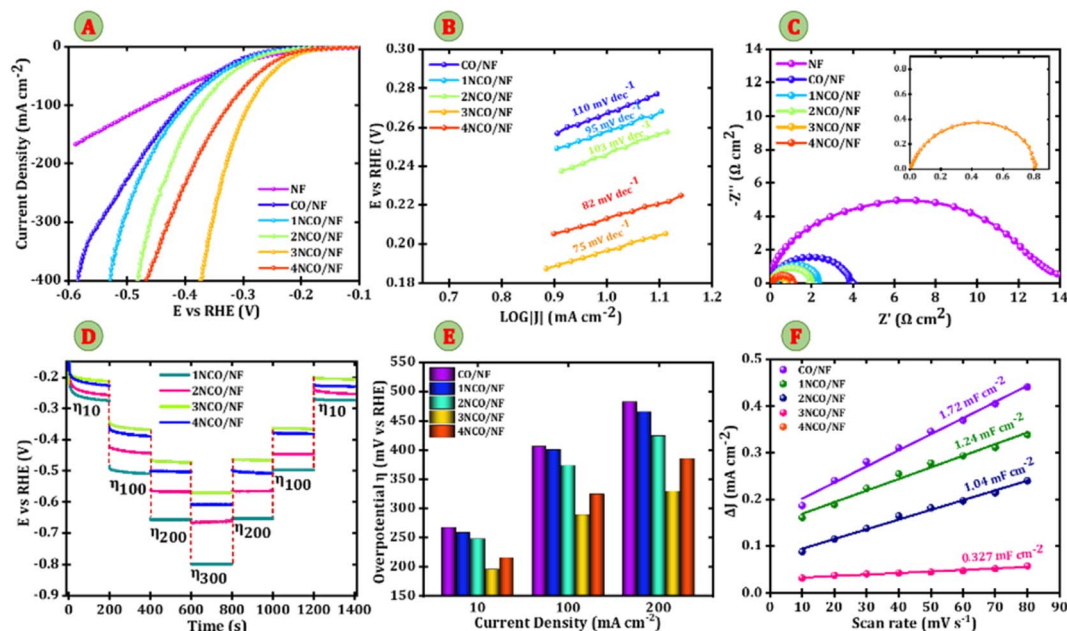 A
Current Density (mA cm-2)
0
-100
-200
-300
-400
-0.6
-0.5
-0.4
-0.3
-0.2
-0.1
E vs RHE (V)
NF
CO/NF
1NCO/NF
2NCO/NF
3NCO/NF
4NCO/NF
B
E vs RHE (V)
0.30
0.28
0.26
0.24
0.22
0.20
0.18
0.7
0.8
0.9
1.0
1.1
1.2
LOG|J| (mA cm-2)
CO/NF
1NCO/NF
2NCO/NF
3NCO/NF
4NCO/NF
110 mV dec-1
95 mV dec-1
103 mV dec-1
82 mV dec-1
75 mV dec-1
C
-Z'' (Ω cm2)
-14
-12
-10
-8
-6
-4
-2
0
0
2
4
6
8
10
12
14
Z' (Ω cm2)
NF
CO/NF
1NCO/NF
2NCO/NF
3NCO/NF
4NCO/NF
0.8
0.6
0.4
0.2
0.0
0.0
0.2
0.4
0.6
0.8
D
E vs RHE (V)
-0.2
-0.3
-0.4
-0.5
-0.6
-0.7
-0.8
-0.9
0
200
400
600
800
1000
1200
1400
Time (s)
1NCO/NF
2NCO/NF
3NCO/NF
4NCO/NF
η10
η100
η200
η300
η200
η100
η10
E
Overpotential η (mV vs RHE)
550
500
450
400
350
300
250
200
150
10
100
200
Current Density (mA cm-2)
CO/NF
1NCO/NF
2NCO/NF
3NCO/NF
4NCO/NF
F
ΔJ (mA cm-2)
0.5
0.4
0.3
0.2
0.1
0.0
0
10
20
30
40
50
60
70
80
90
Scan rate (mV s-1)
CO/NF
1NCO/NF
2NCO/NF
3NCO/NF
4NCO/NF
1.72 mF cm-2
1.24 mF cm-2
1.04 mF cm-2
0.327 mF cm-2